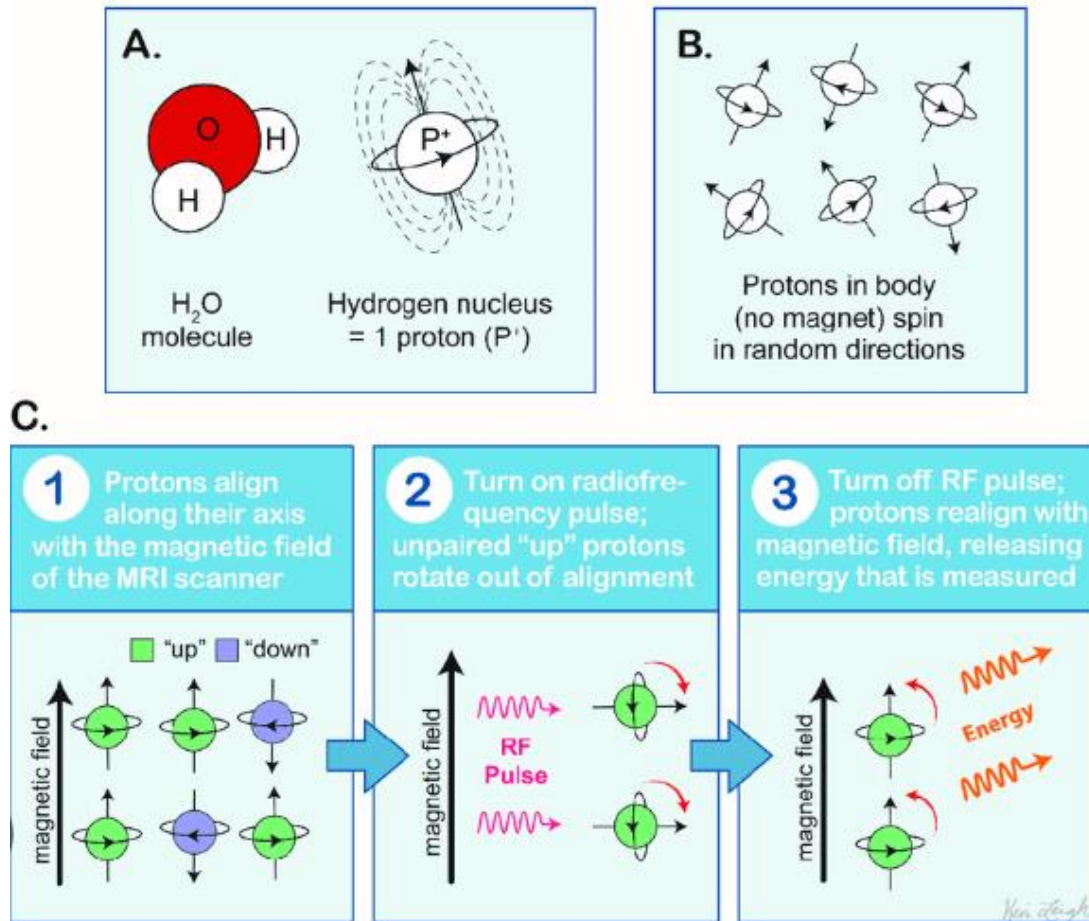 A.
O
H
H
P⁺
H₂O
molecule
Hydrogen nucleus
= 1 proton (P⁺)
B.
Protons in body
(no magnet) spin
in random directions
C.
1
Protons align
along their axis
with the magnetic field
of the MRI scanner
"up" "down"
magnetic field
2
Turn on radiofre-
quency pulse;
unpaired "up" protons
rotate out of alignment
magnetic field
RF
Pulse
3
Turn off RF pulse;
protons realign with
magnetic field, releasing
energy that is measured
magnetic field
Energy